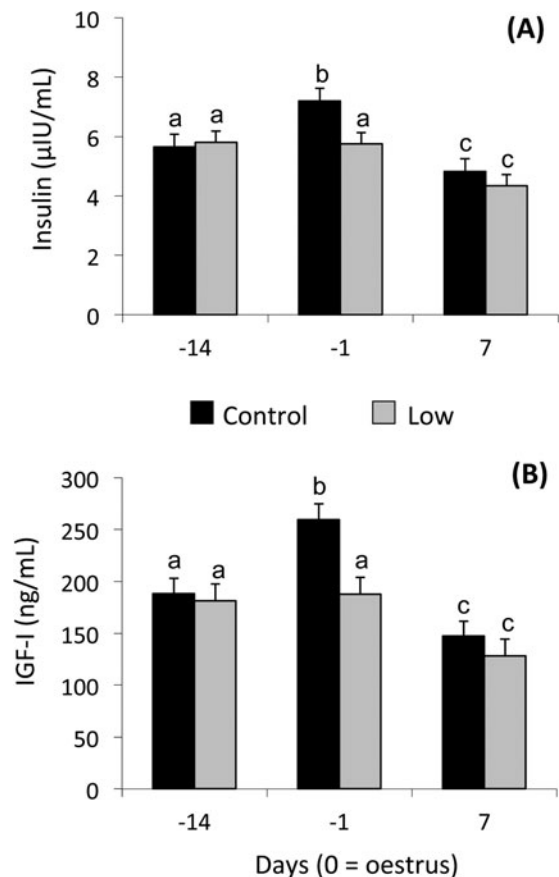 (A)
Insulin (µIU/mL)
10
8
6
4
2
0
a
a
b
a
c
c
-14 -1 7
Control Low
(B)
IGF-I (ng/mL)
300
250
200
150
100
50
0
a
a
b
a
c
c
-14 -1 7
Days (0 = oestrus)